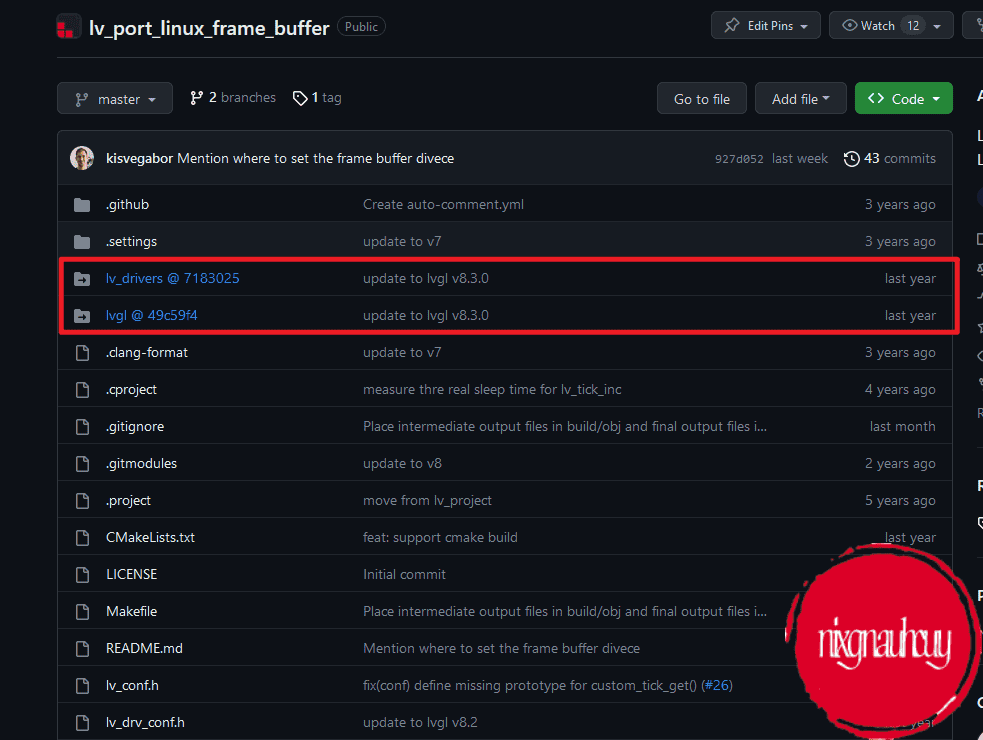 lv_port_linux_frame_buffer Public Edit Pins Watch 12
master 2 branches 1 tag Go to file Add file Code
kisvegabor Mention where to set the frame buffer divece 927d052 last week 43 commits
.github Create auto-comment.yml 3 years ago
.settings update to v7 3 years ago
lv_drivers @ 7183025 update to lvgl v8.3.0 last year
lvgl @ 49c59f4 update to lvgl v8.3.0 last year
.clang-format update to v7 3 years ago
.cproject measure thre real sleep time for lv_tick_inc 4 years ago
.gitignore Place intermediate output files in build/obj and final output files i... last month
.gitmodules update to v8 2 years ago
.project move from lv_project 5 years ago
CMakeLists.txt feat: support cmake build last year
LICENSE Initial commit
Makefile Place intermediate output files in build/obj and final output files i...
README.md Mention where to set the frame buffer divece
nixgnauhcuy
lv_conf.h fix(conf) define missing prototype for custom_tick_get() (#26)
lv_drv_conf.h update to lvgl v8.2 year